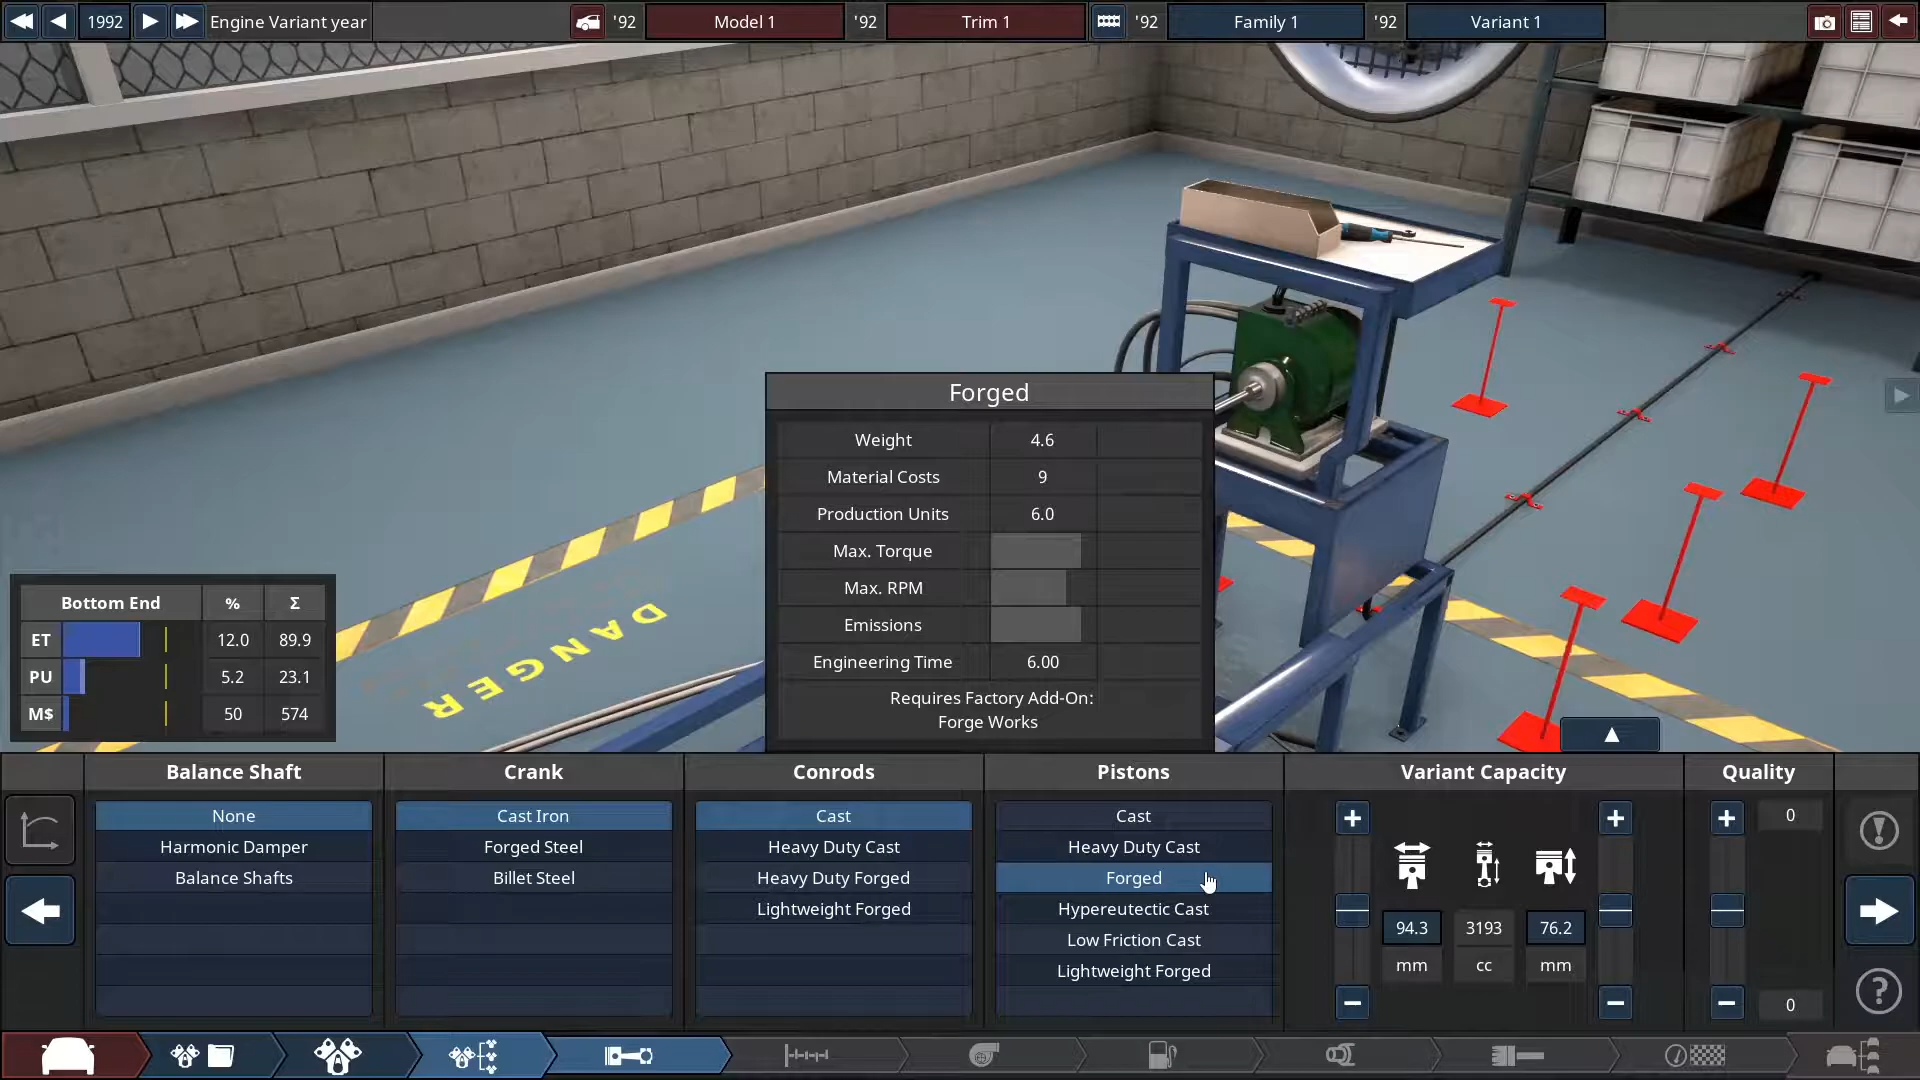 1992 Engine Variant year '92 Model 1 '92 Trim 1 '92 Family 1 '92 Variant 1
DANGER
Forged
Weight 4.6
Material Costs 9
Production Units 6.0
Max. Torque
Max. RPM
Emissions
Engineering Time 6.00
Requires Factory Add-On:
Forge Works
Bottom End % Σ
ET 12.0 89.9
PU 5.2 23.1
M$ 50 574
Balance Shaft
None
Harmonic Damper
Balance Shafts
Crank
Cast Iron
Forged Steel
Billet Steel
Conrods
Cast
Heavy Duty Cast
Heavy Duty Forged
Lightweight Forged
Pistons
Cast
Heavy Duty Cast
Forged
Hypereutectic Cast
Low Friction Cast
Lightweight Forged
Variant Capacity
+ +
94.3 3193 76.2
mm cc mm
− −
Quality
+ 0
− 0
!
?